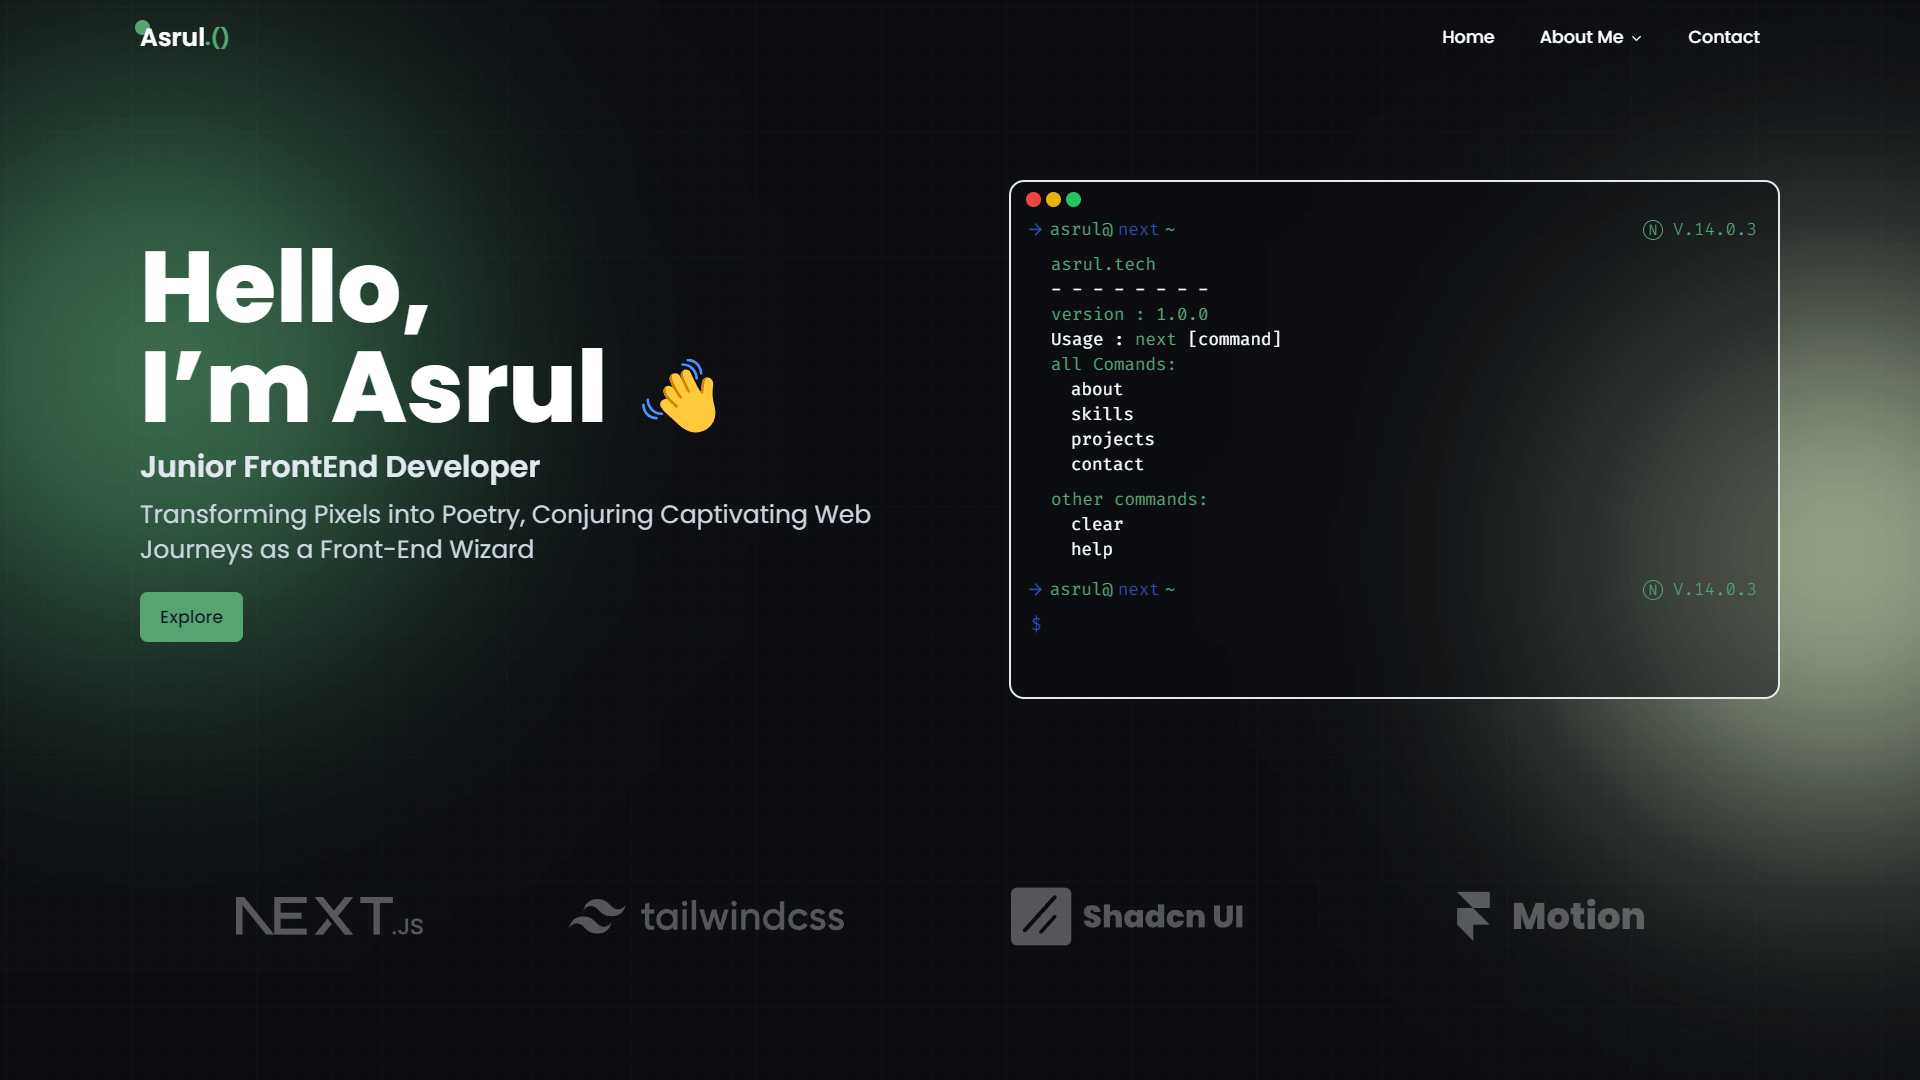 Asrul.()
Home
About Me
Contact
Hello,
I’m Asrul
Junior FrontEnd Developer
Transforming Pixels into Poetry, Conjuring Captivating Web
Journeys as a Front-End Wizard
Explore
→ asrul@ next ~
N V.14.0.3
asrul.tech
- - - - - - - -
version : 1.0.0
Usage : next [command]
all Comands:
about
skills
projects
contact
other commands:
clear
help
→ asrul@ next ~
N V.14.0.3
$
NEXT.JS
tailwindcss
Shadcn UI
Motion